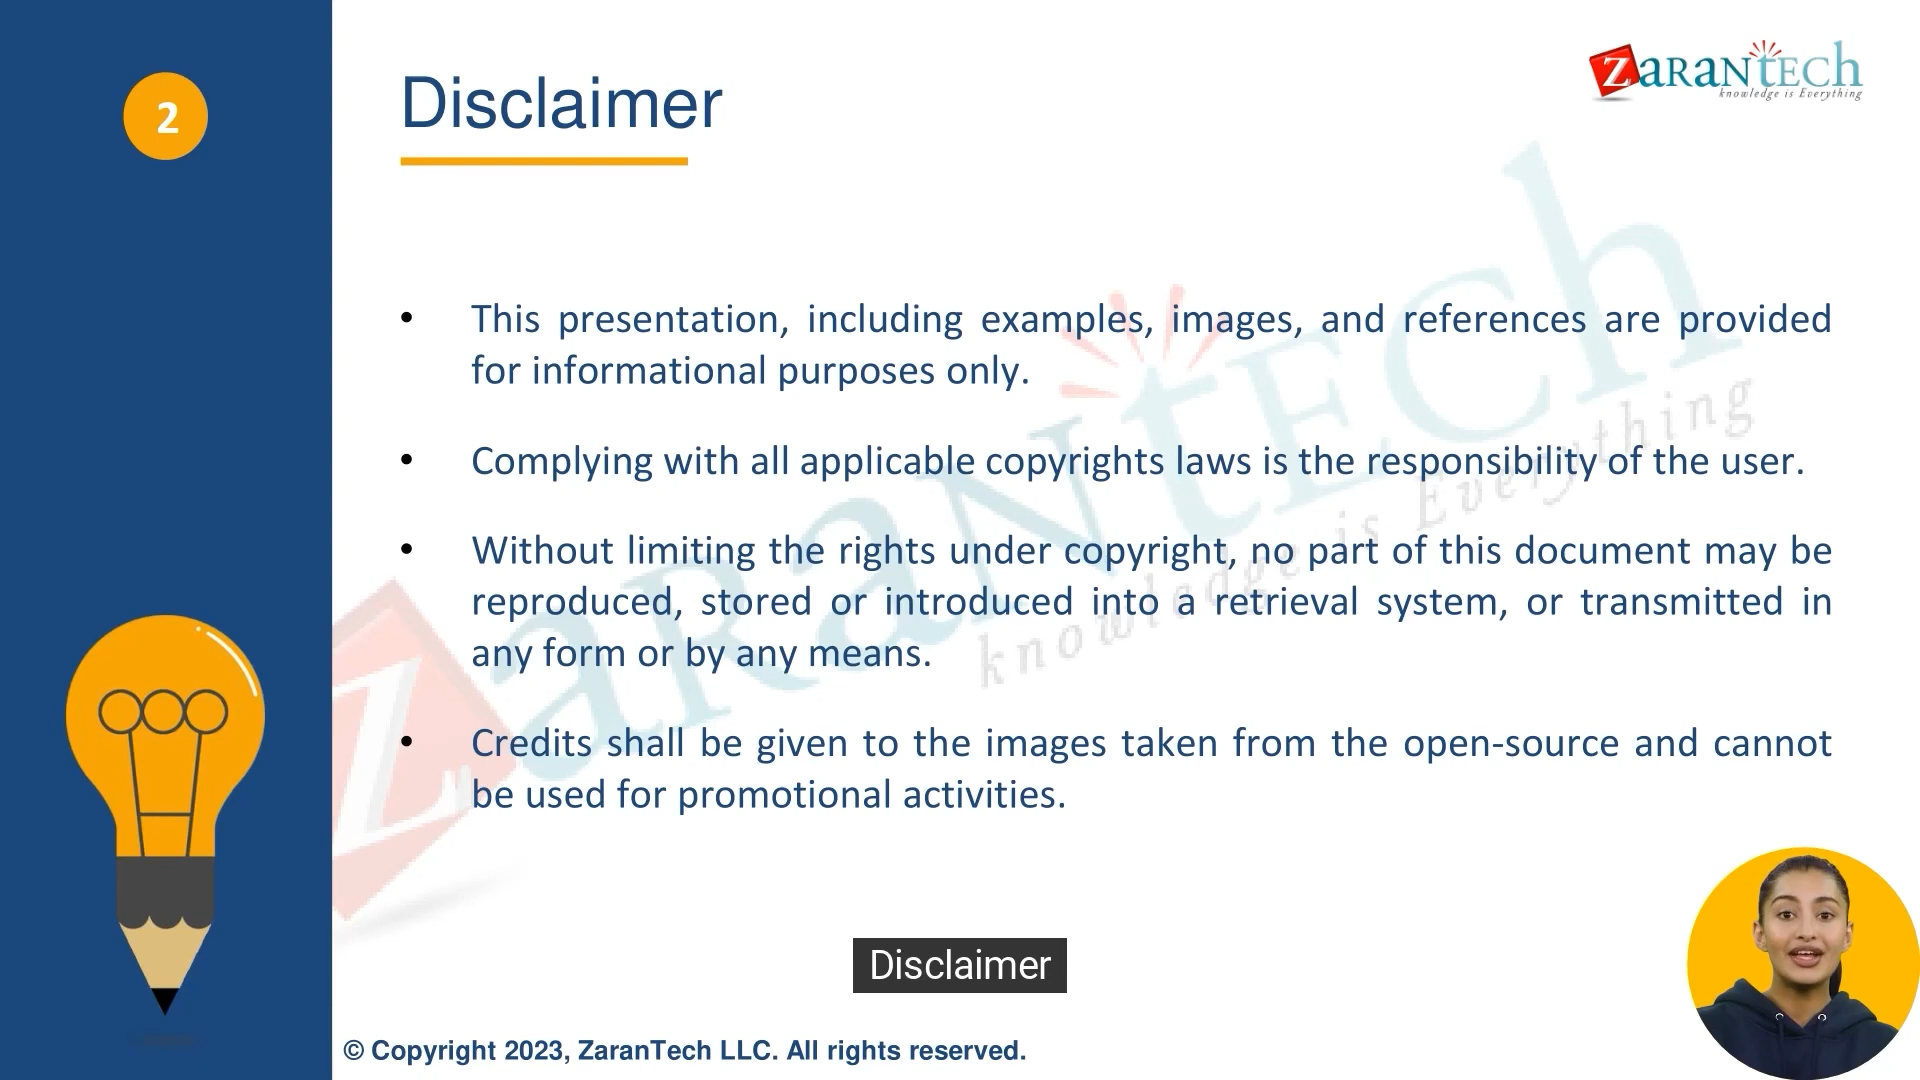 2
Disclaimer
ZaranTech
knowledge is Everything
• This presentation, including examples, images, and references are provided
for informational purposes only.
• Complying with all applicable copyrights laws is the responsibility of the user.
• Without limiting the rights under copyright, no part of this document may be
reproduced, stored or introduced into a retrieval system, or transmitted in
any form or by any means.
• Credits shall be given to the images taken from the open-source and cannot
be used for promotional activities.
ZaranTech
knowledge is Everything
Disclaimer
© Copyright 2023, ZaranTech LLC. All rights reserved.